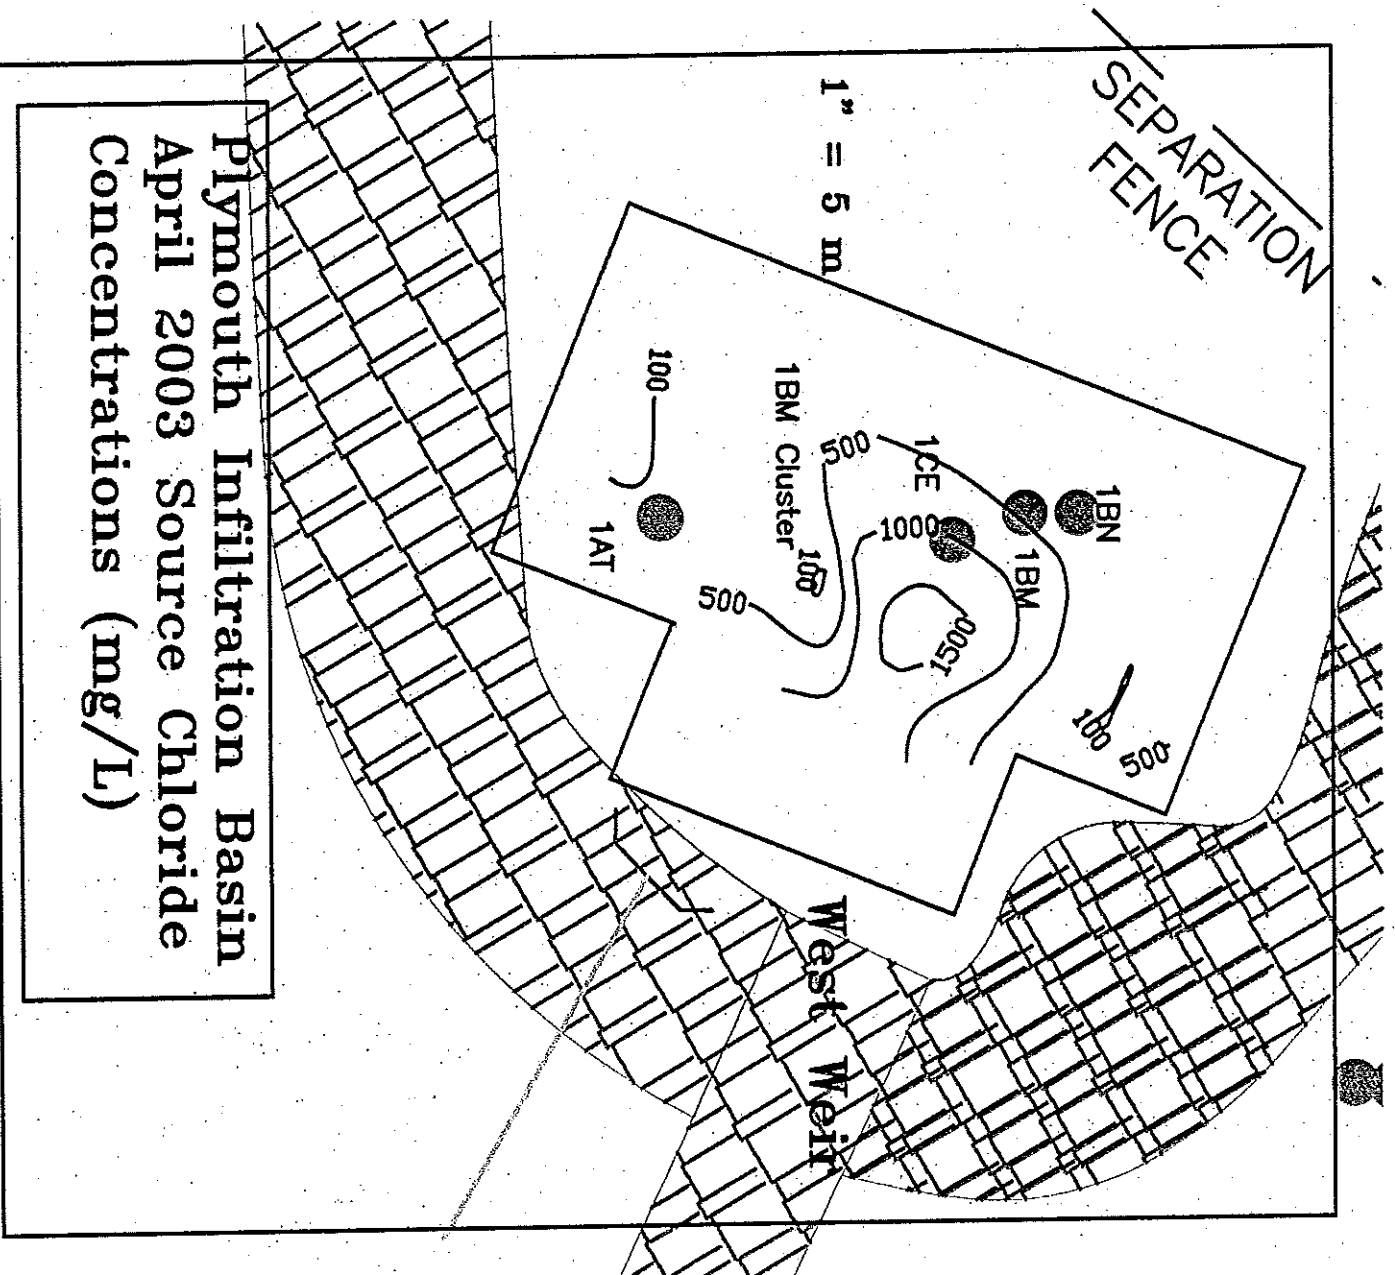 SEPARATION
FENCE
1" = 5 m
1BN
1BM
1CE
500
1000
1500
1BM Cluster
100
500
100
1AT
100
500
West Weir
Plymouth Infiltration Basin
April 2003 Source Chloride
Concentrations (mg/L)